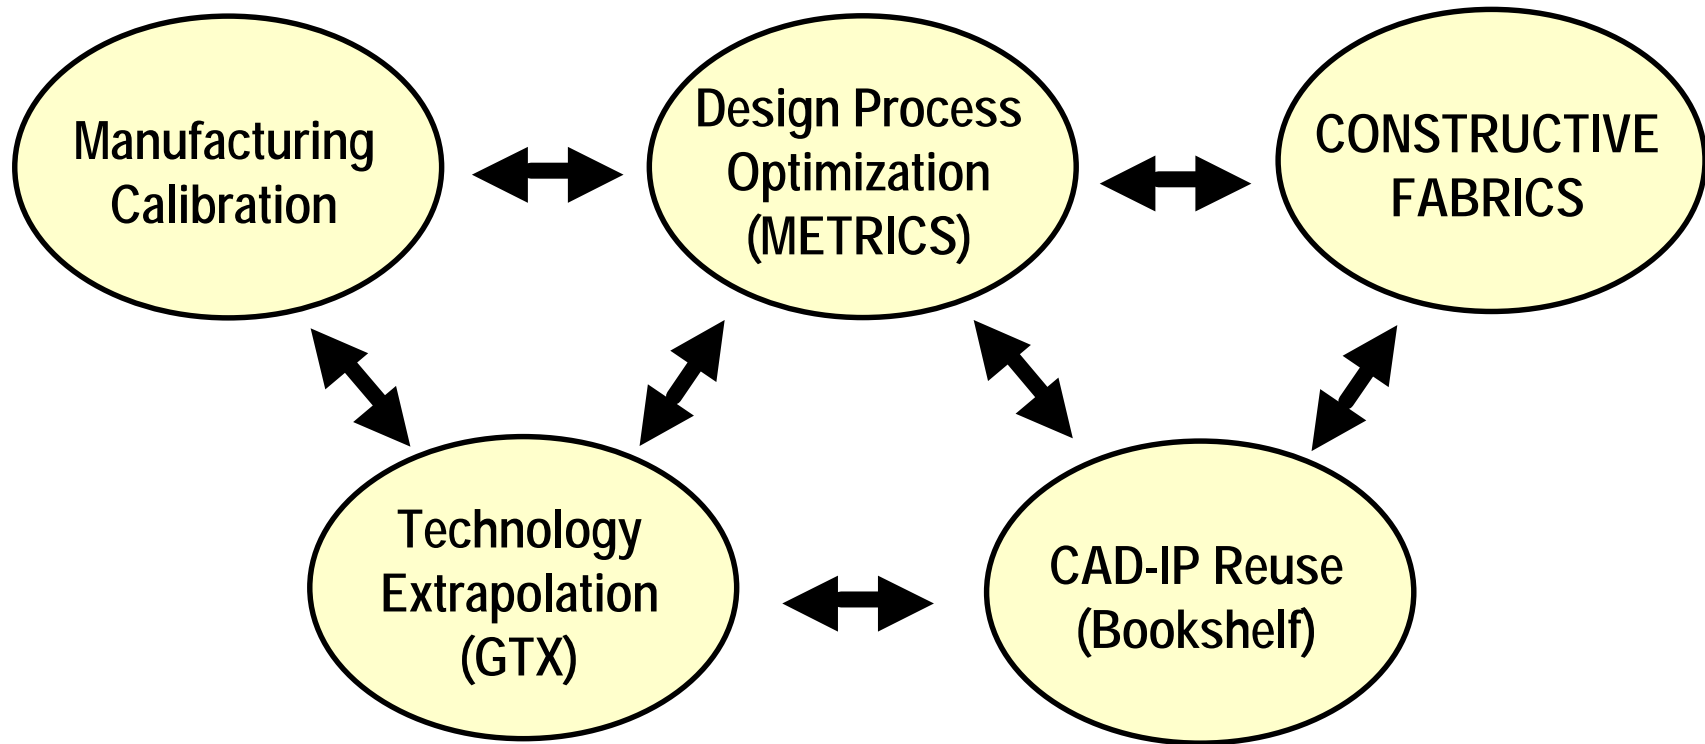 Manufacturing
Calibration
Design Process
Optimization
(METRICS)
CONSTRUCTIVE
FABRICS
Technology
Extrapolation
(GTX)
CAD-IP Reuse
(Bookshelf)